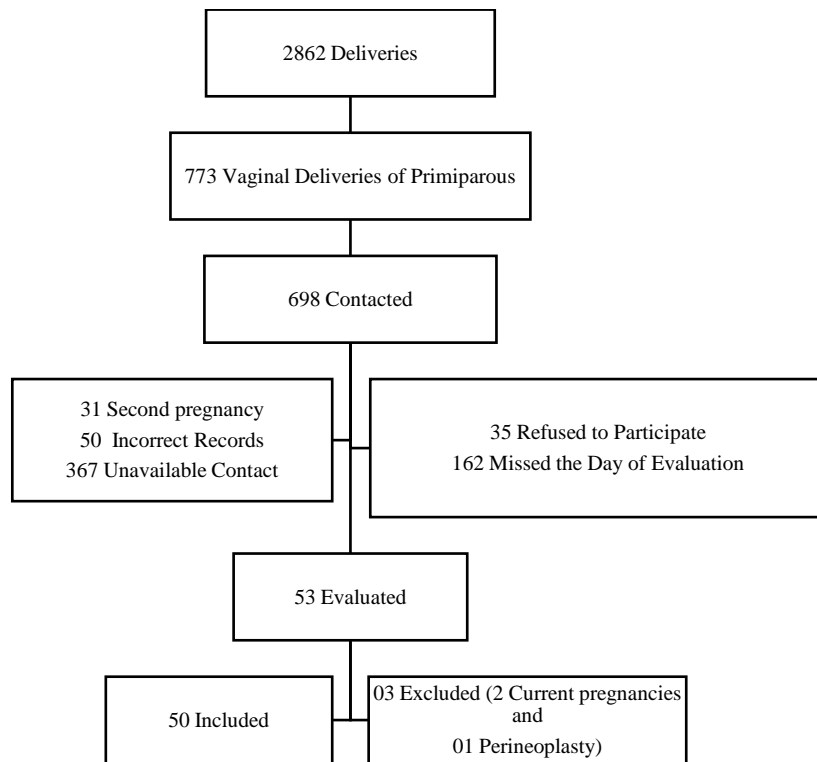 2862 Deliveries
773 Vaginal Deliveries of Primiparous
698 Contacted
31 Second pregnancy
50 Incorrect Records
367 Unavailable Contact
35 Refused to Participate
162 Missed the Day of Evaluation
53 Evaluated
50 Included
03 Excluded (2 Current pregnancies
and
01 Perineoplasty)